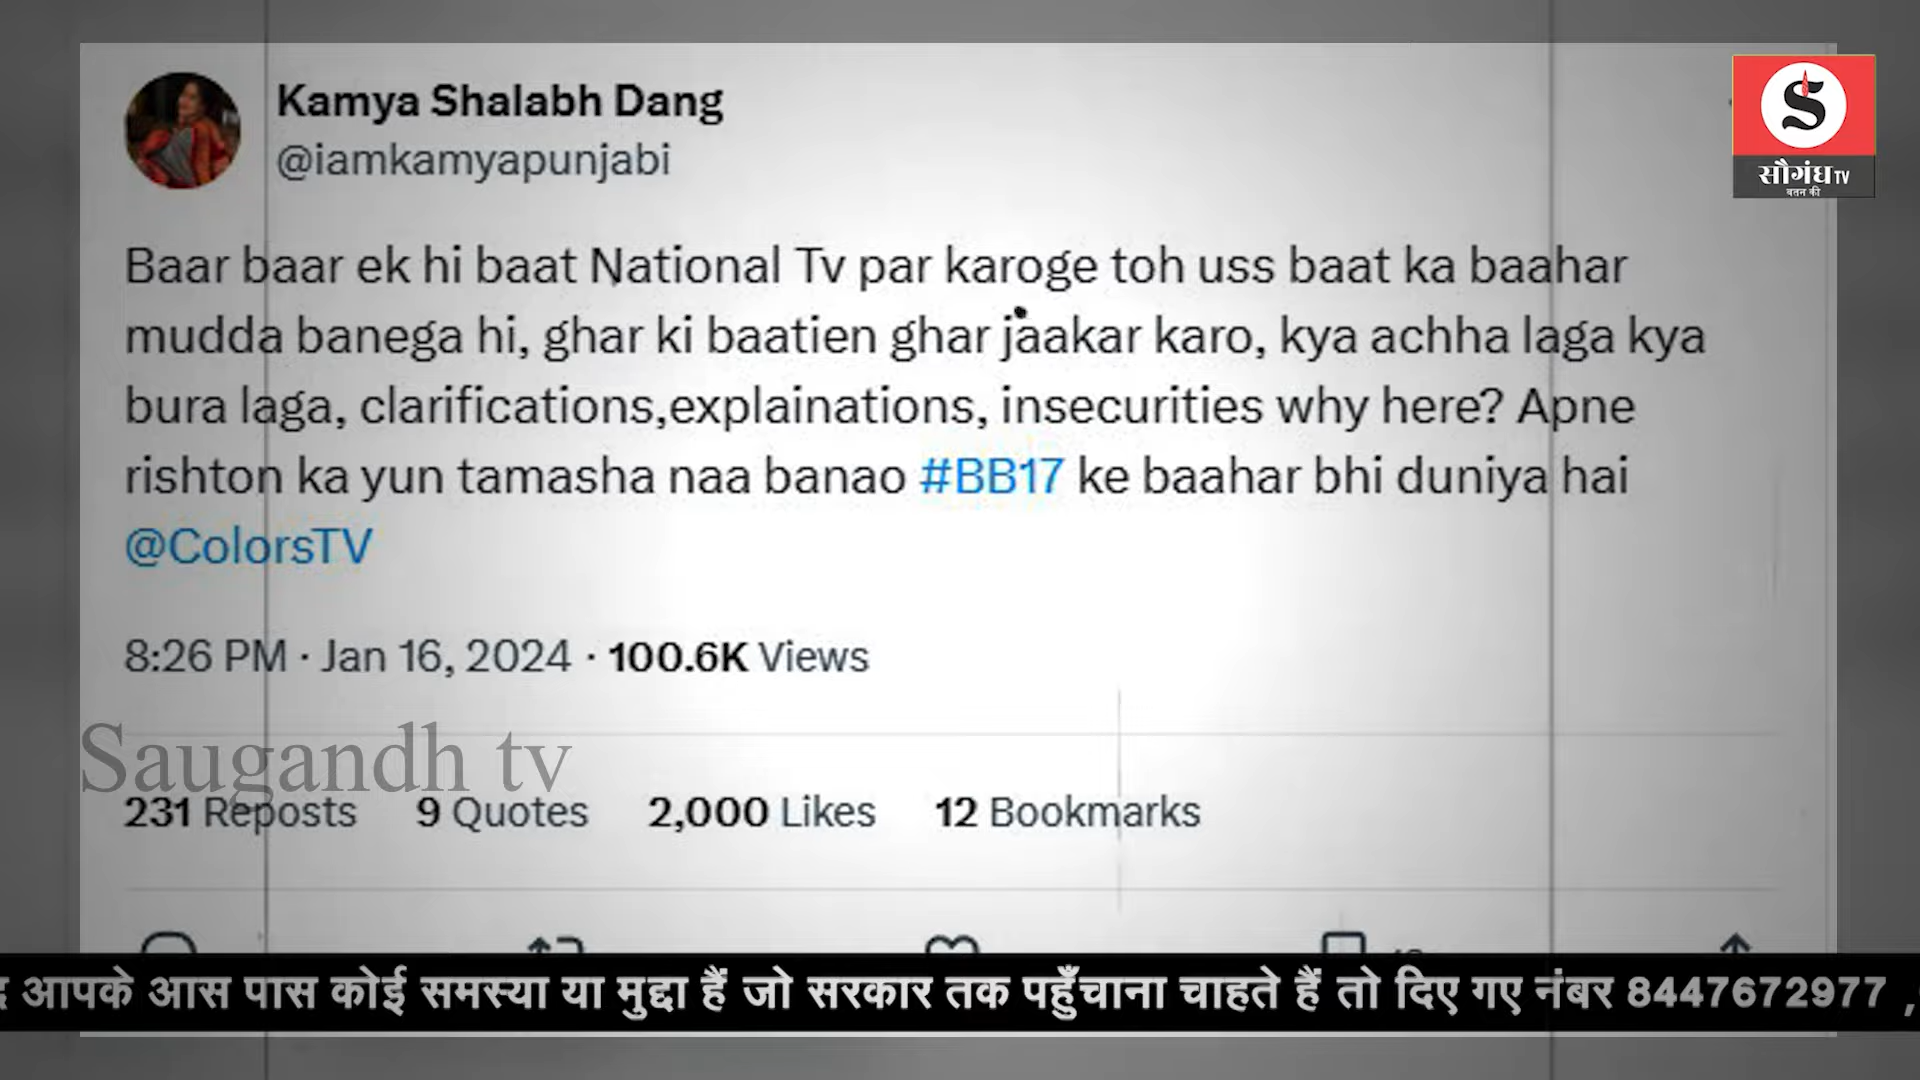 Kamya Shalabh Dang
@iamkamyapunjabi
सौगंध TV
वतन की
Baar baar ek hi baat National Tv par karoge toh uss baat ka baahar
mudda banega hi, ghar ki baatien ghar jaakar karo, kya achha laga kya
bura laga, clarifications,explainations, insecurities why here? Apne
rishton ka yun tamasha naa banao #BB17 ke baahar bhi duniya hai
@ColorsTV
8:26 PM · Jan 16, 2024 · 100.6K Views
Saugandh tv
231 Reposts 9 Quotes 2,000 Likes 12 Bookmarks
आपके आस पास कोई समस्या या मुद्दा हैं जो सरकार तक पहुँचाना चाहते हैं तो दिए गए नंबर 8447672977 ,